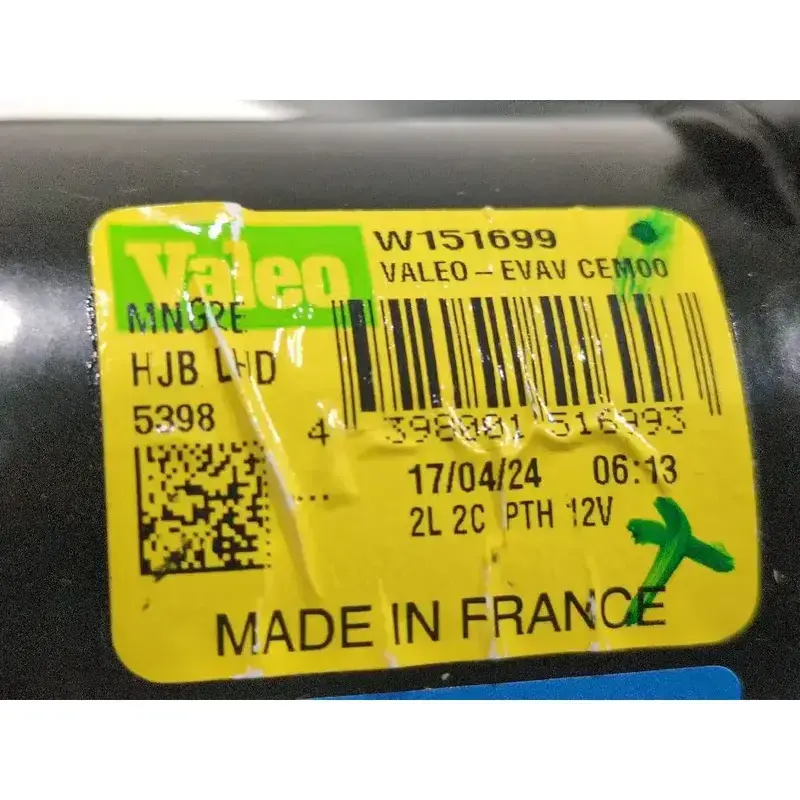 Valeo
W151699
VALEO - EVAV CEM00
MNG2E
HJB LHD
5398
4 398001 516993
17/04/24 06:13
...
2L 2C PTH 12V
MADE IN FRANCE